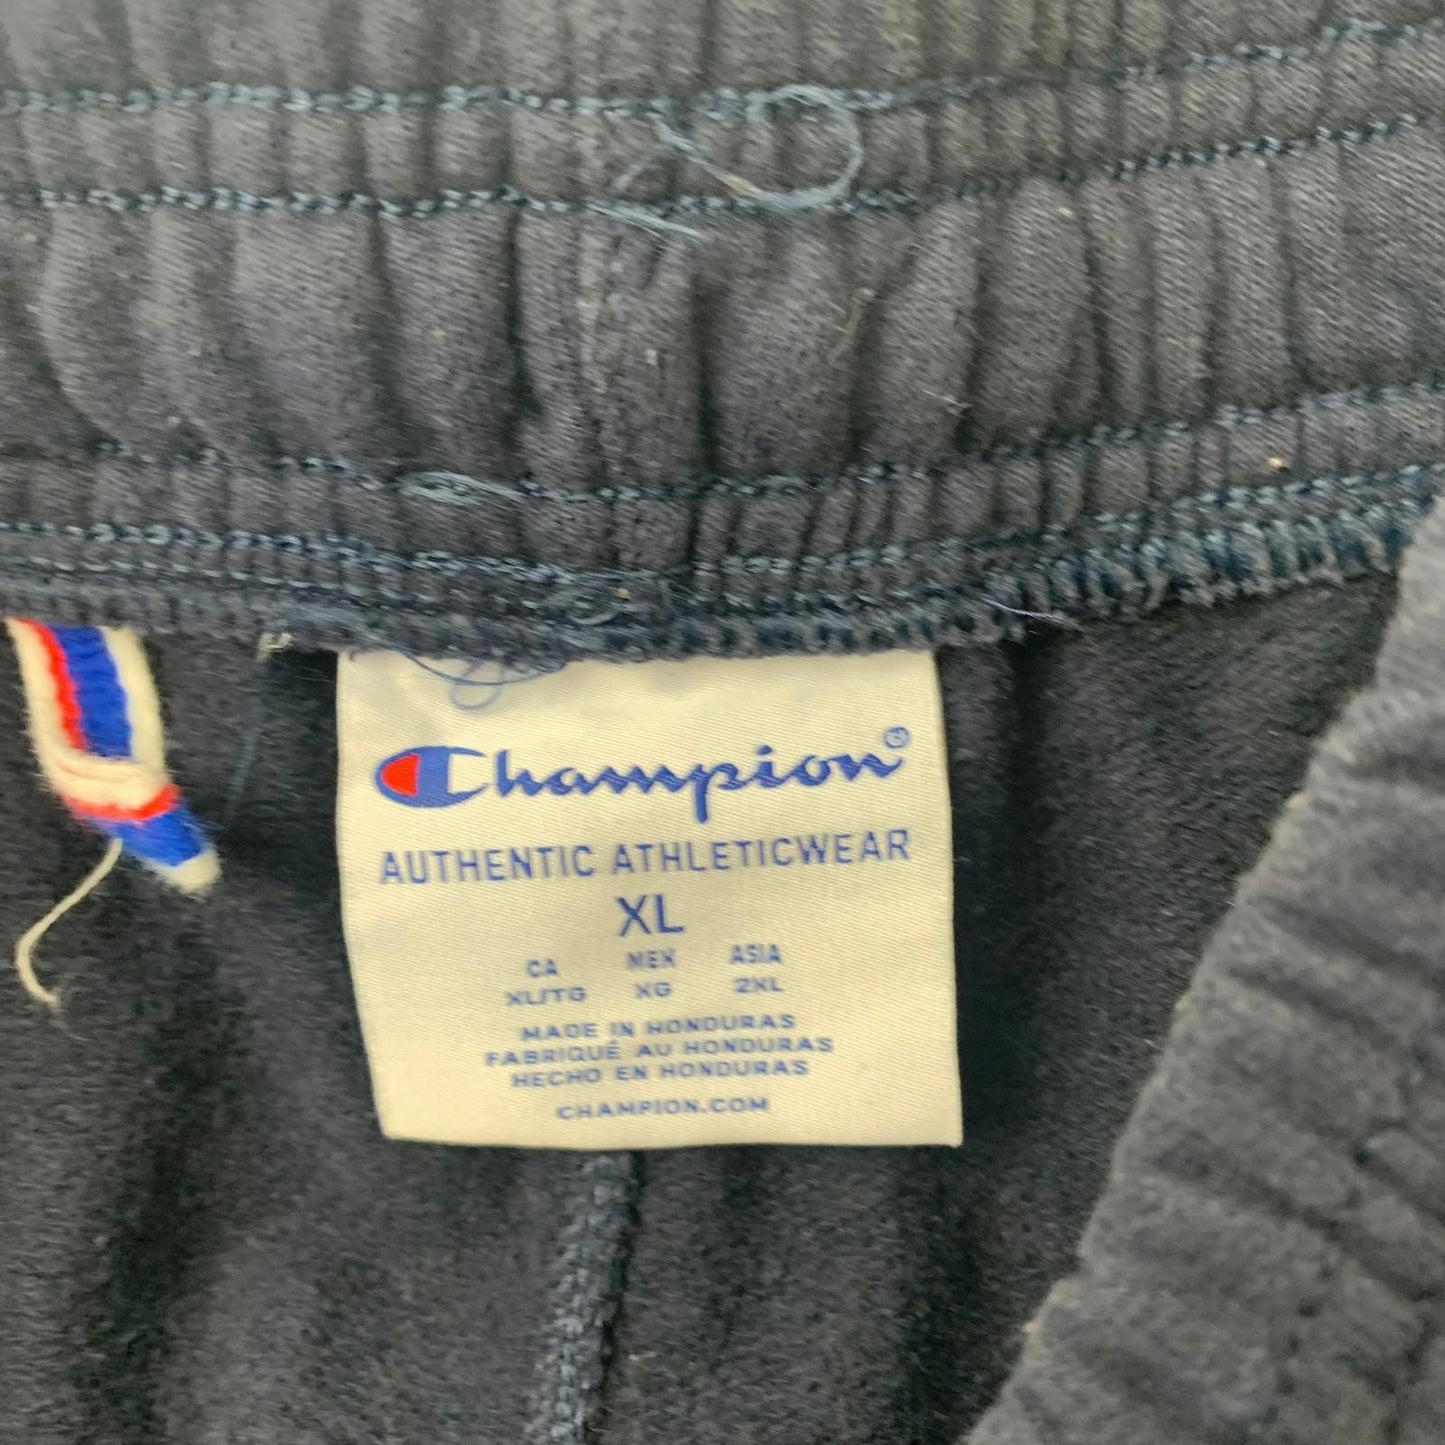 Champion®
AUTHENTIC ATHLETICWEAR
XL
CA MEX ASIA
XL/TG XG 2XL
MADE IN HONDURAS
FABRIQUÉ AU HONDURAS
HECHO EN HONDURAS
CHAMPION.COM